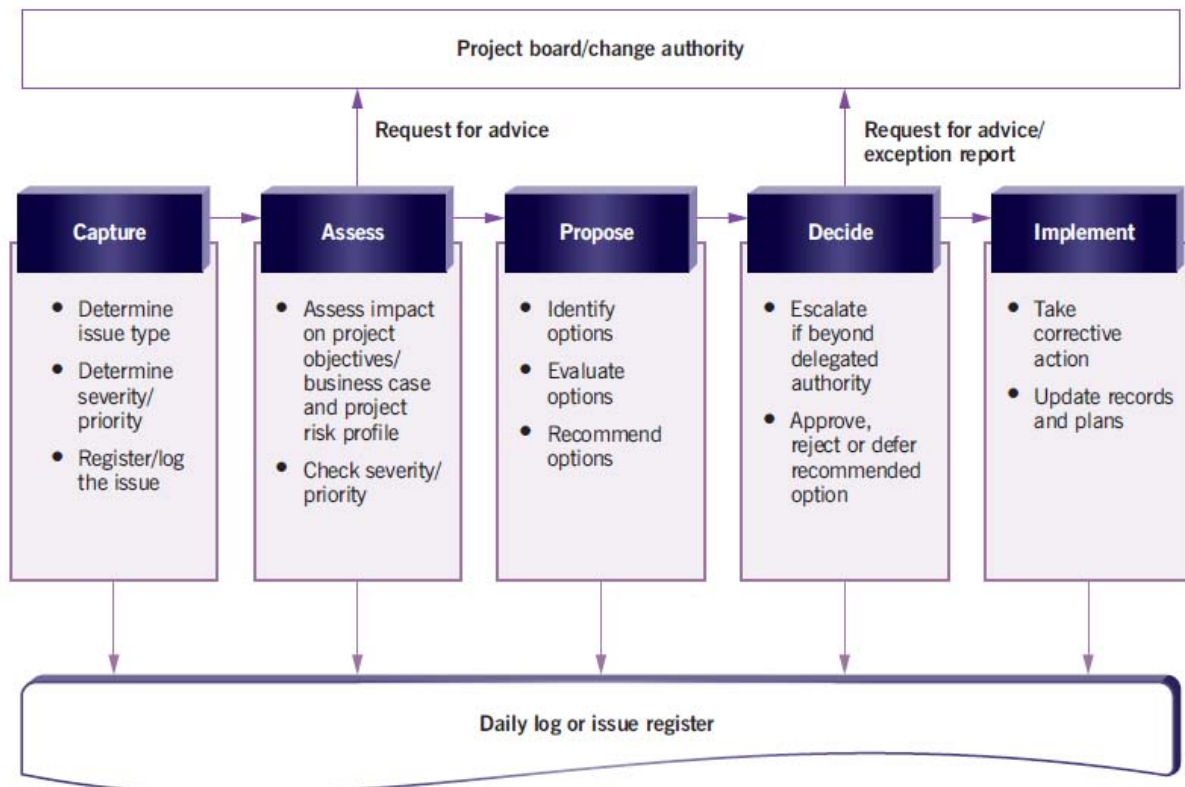 Project board/change authority
Request for advice
Request for advice/
exception report
Capture
• Determine
issue type
• Determine
severity/
priority
• Register/log
the issue
Assess
• Assess impact
on project
objectives/
business case
and project
risk profile
• Check severity/
priority
Propose
• Identify
options
• Evaluate
options
• Recommend
options
Decide
• Escalate
if beyond
delegated
authority
• Approve,
reject or defer
recommended
option
Implement
• Take
corrective
action
• Update records
and plans
Daily log or issue register